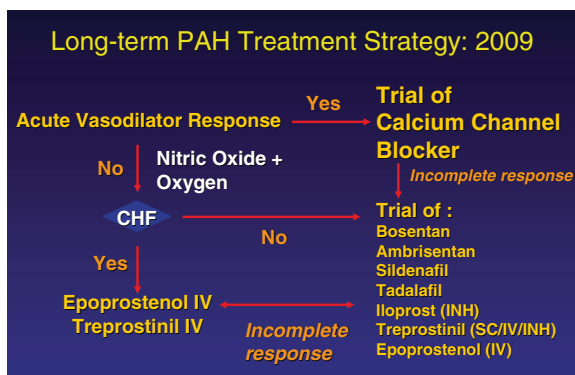 Long-term PAH Treatment Strategy: 2009
Acute Vasodilator Response
Yes
Trial of
Calcium Channel
Blocker
No
Nitric Oxide +
Oxygen
Incomplete response
CHF
No
Trial of :
Bosentan
Ambrisentan
Sildenafil
Tadalafil
Iloprost (INH)
Treprostinil (SC/IV/INH)
Epoprostenol (IV)
Yes
Epoprostenol IV
Treprostinil IV
Incomplete
response